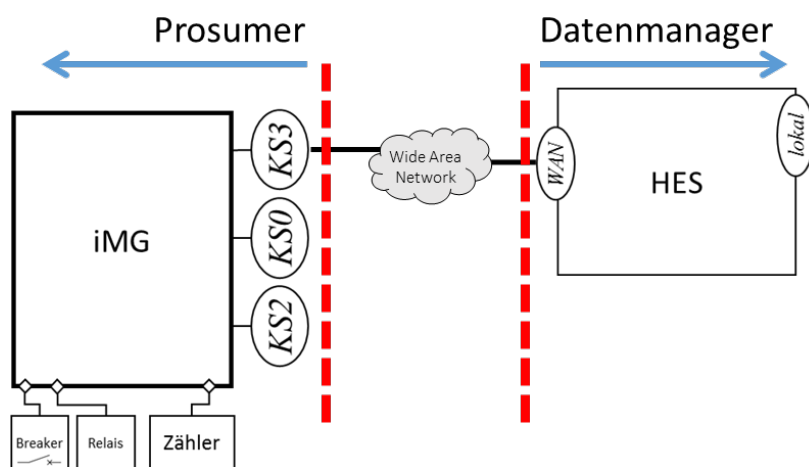 Prosumer
Datenmanager
KS3
Wide Area
Network
WAN
lokal
HES
iMG
KS0
KS2
Breaker
Relais
Zähler